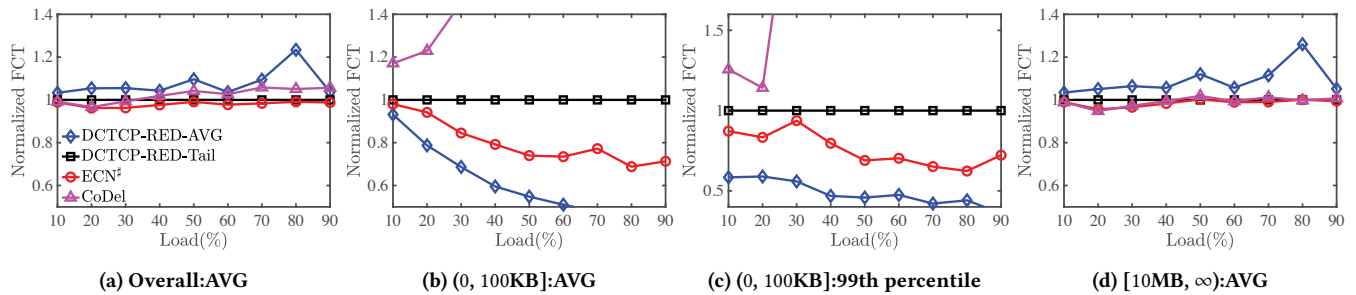 1.4
1.2
1
0.8
0.6
Normalized FCT
DCTCP-RED-AVG
DCTCP-RED-Tail
ECN♯
CoDel
10 20 30 40 50 60 70 80 90
Load(%)
(a) Overall:AVG
1.4
1.2
1
0.8
0.6
Normalized FCT
10 20 30 40 50 60 70 80 90
Load(%)
(b) (0, 100KB]:AVG
1.5
1
0.5
Normalized FCT
10 20 30 40 50 60 70 80 90
Load(%)
(c) (0, 100KB]:99th percentile
1.4
1.2
1
0.8
0.6
Normalized FCT
10 20 30 40 50 60 70 80 90
Load(%)
(d) [10MB, ∞):AVG